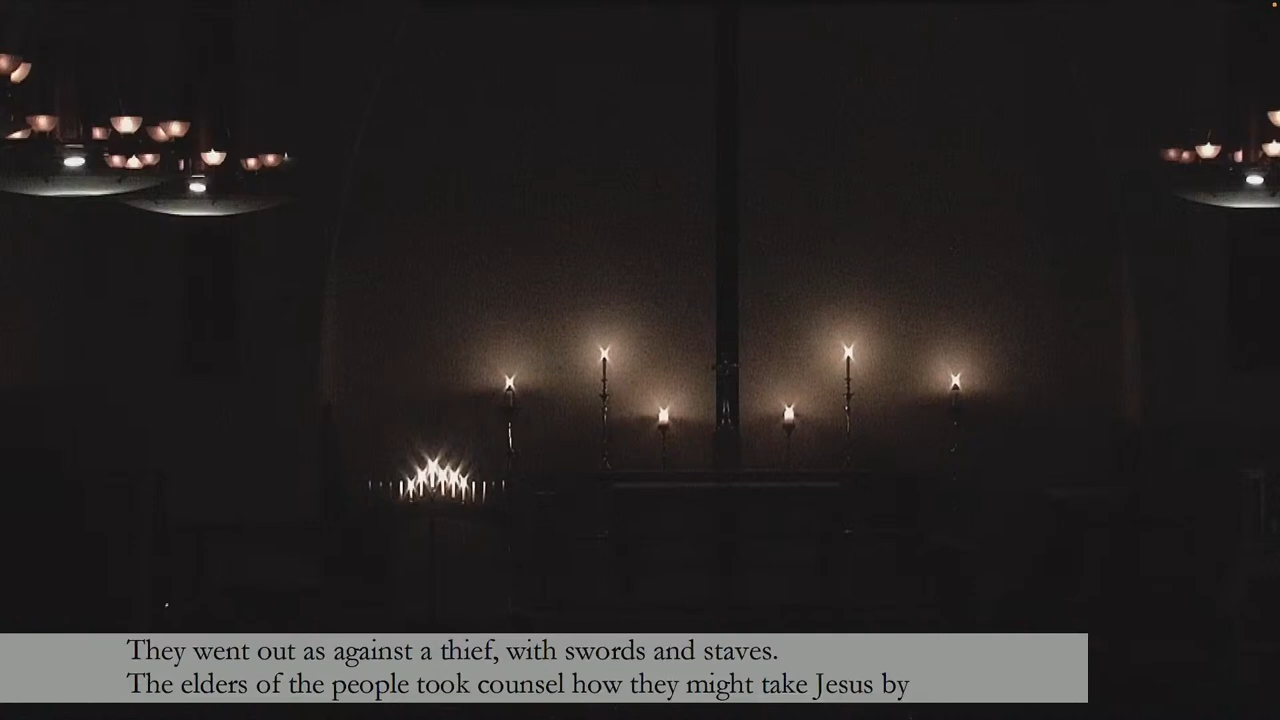 They went out as against a thief, with swords and staves.
The elders of the people took counsel how they might take Jesus by